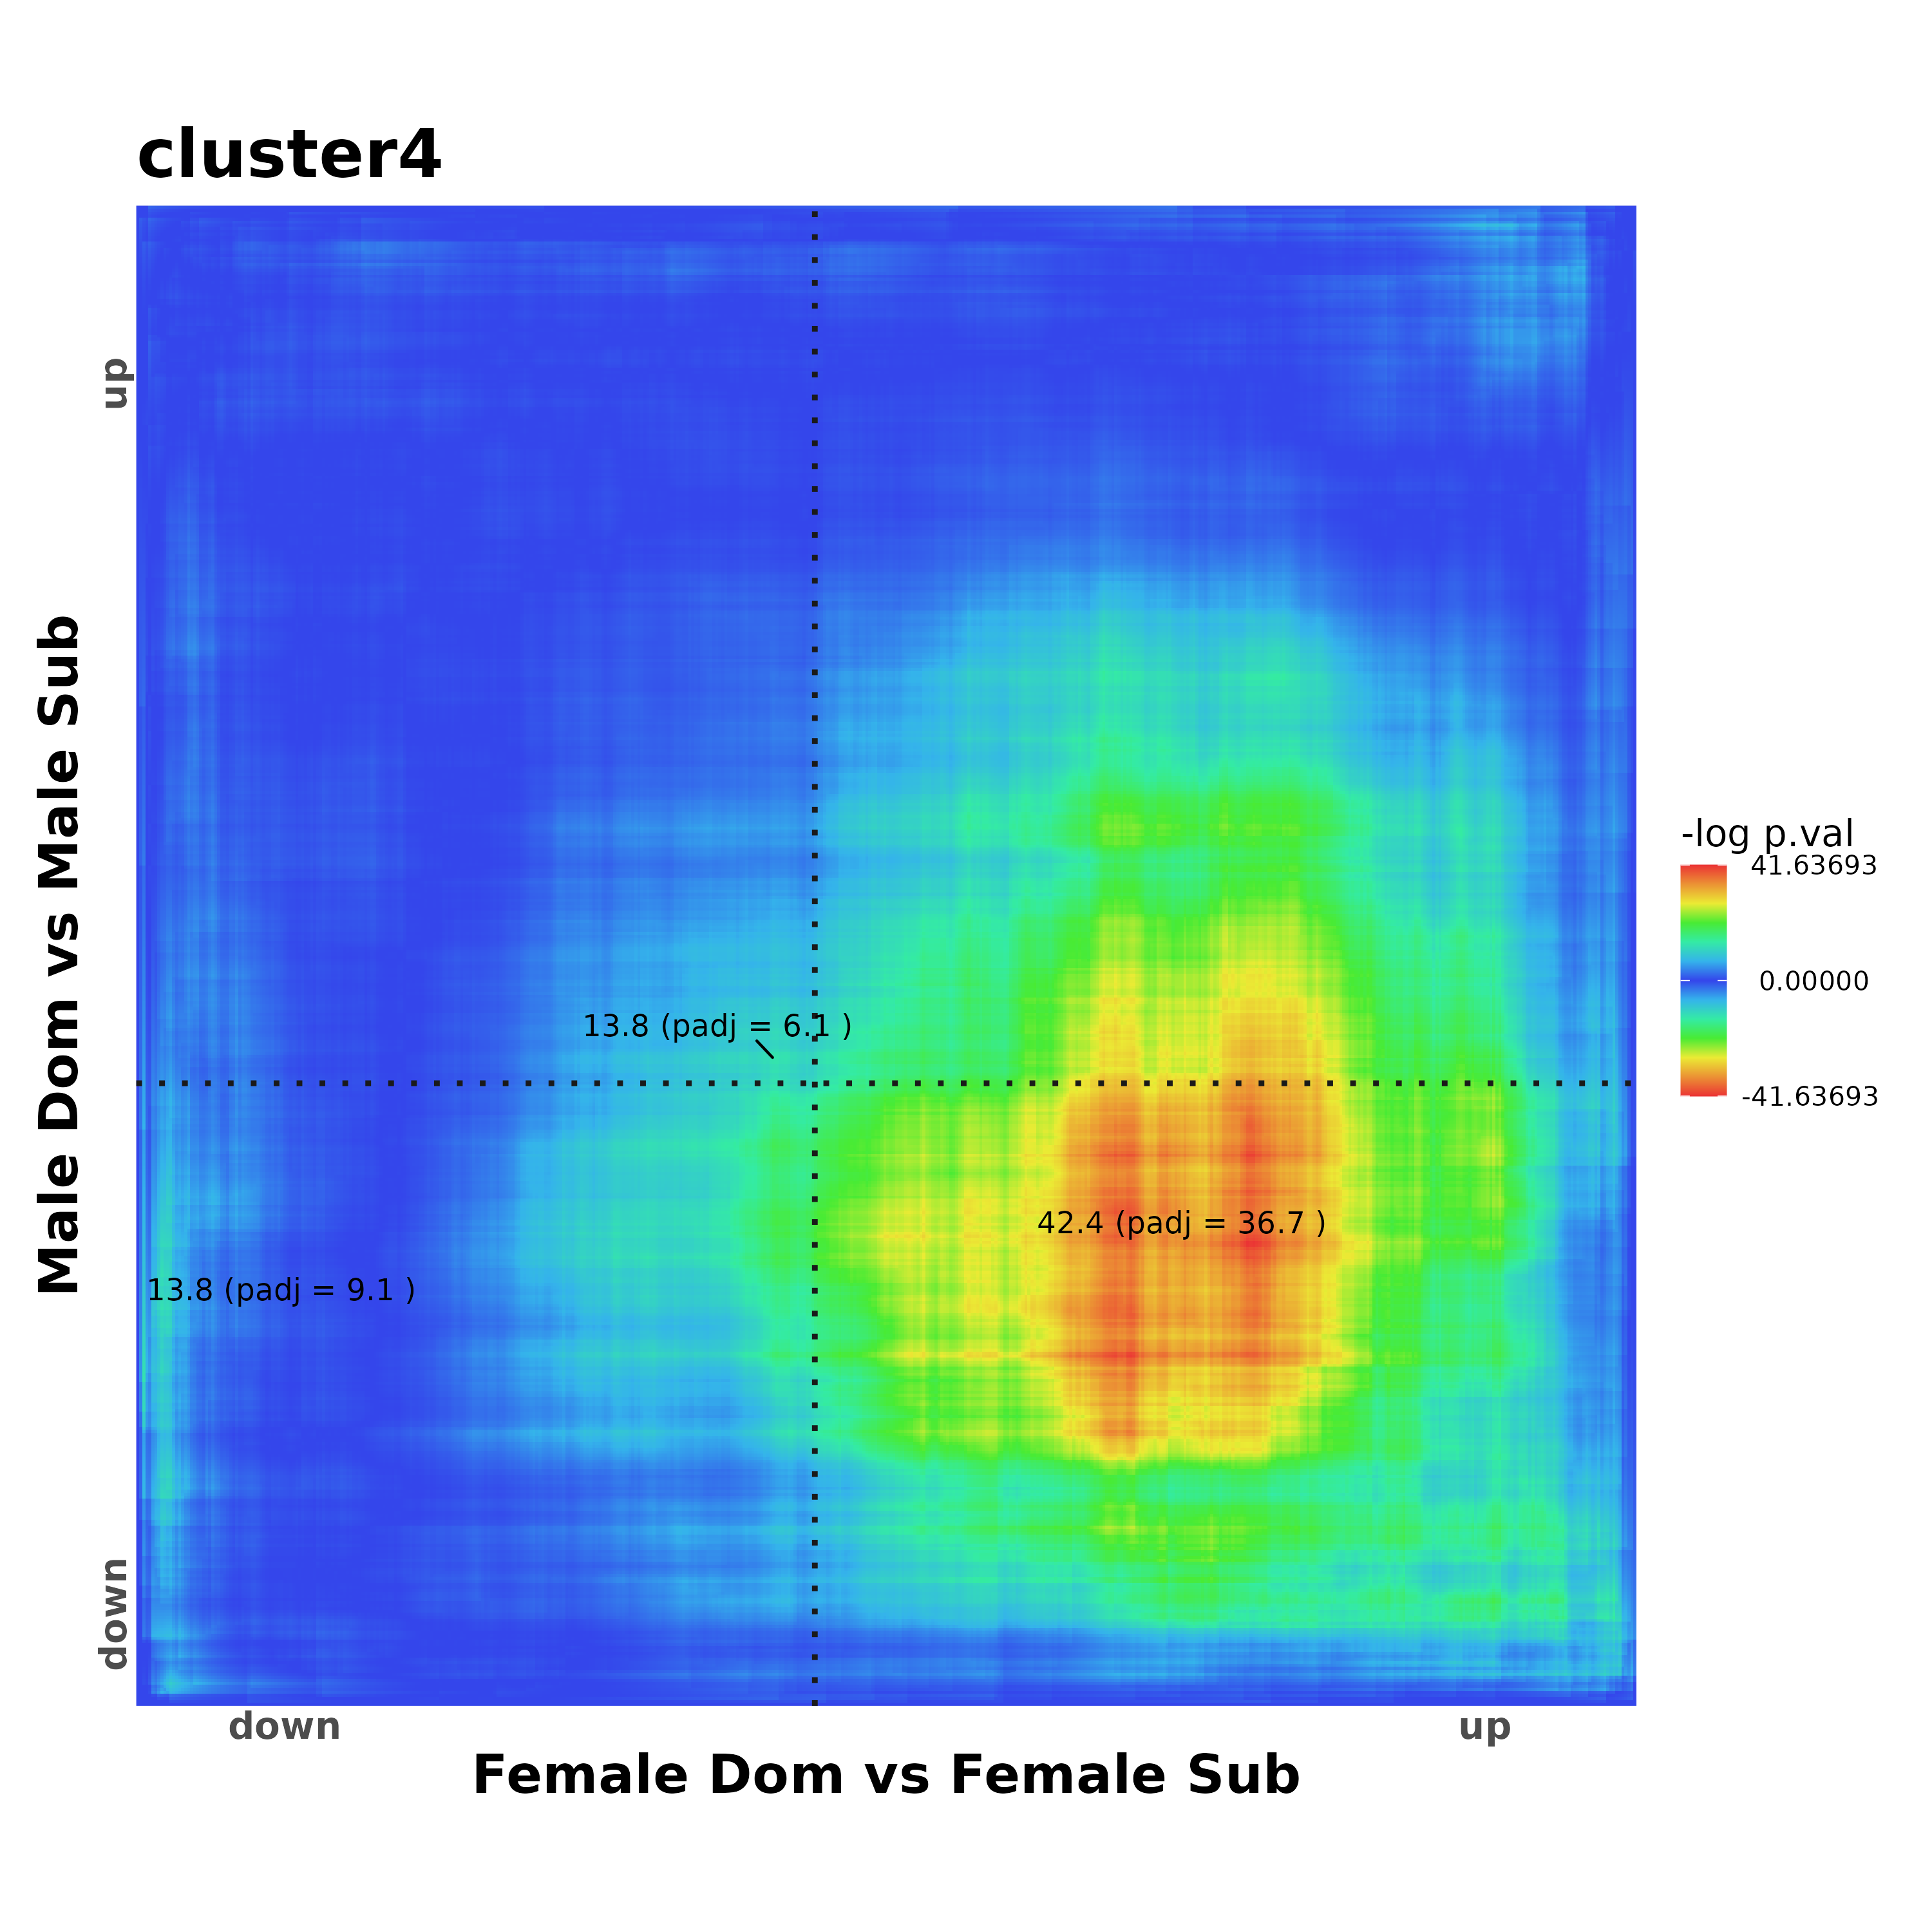 cluster4
up
Male Dom vs Male Sub
down
13.8 (padj = 6.1 )
42.4 (padj = 36.7 )
13.8 (padj = 9.1 )
-log p.val
41.63693
0.00000
-41.63693
down
up
Female Dom vs Female Sub